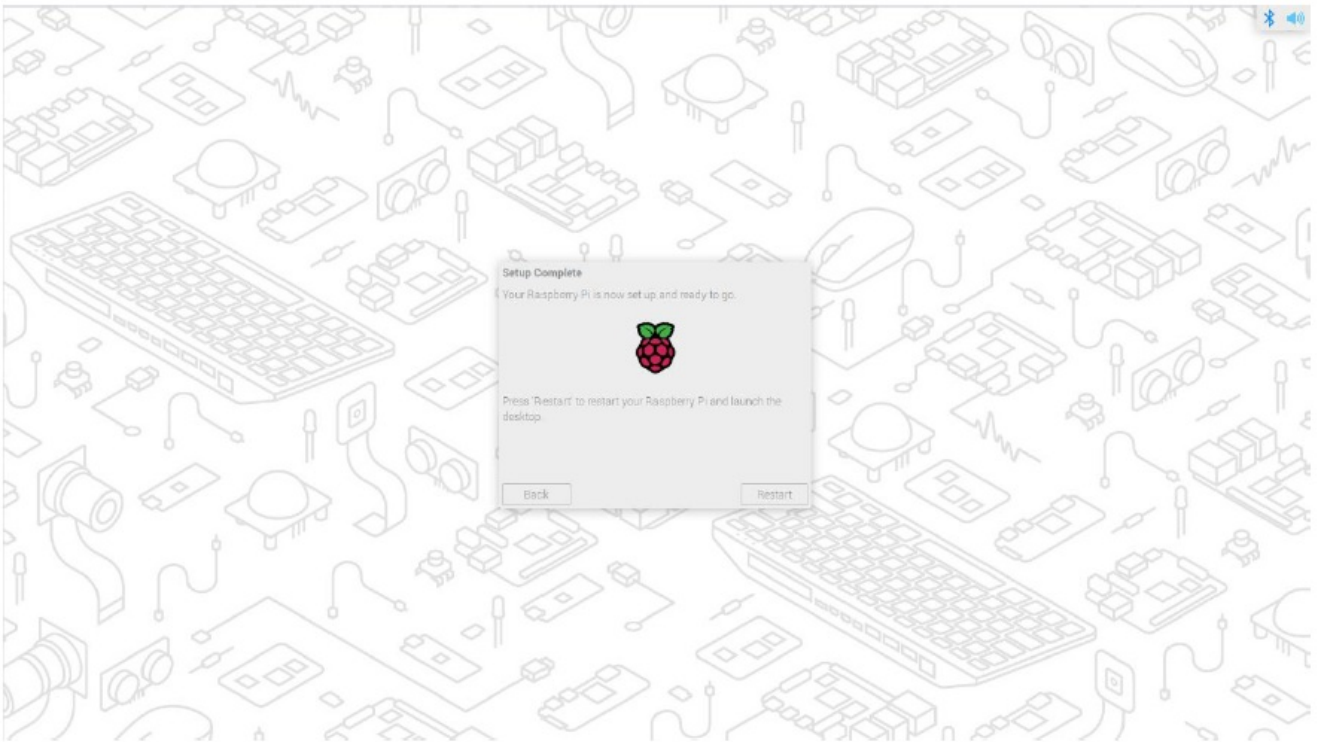 Setup Complete
Your Raspberry Pi is now set up and ready to go.
Press 'Restart' to restart your Raspberry Pi and launch the
desktop.
Back
Restart